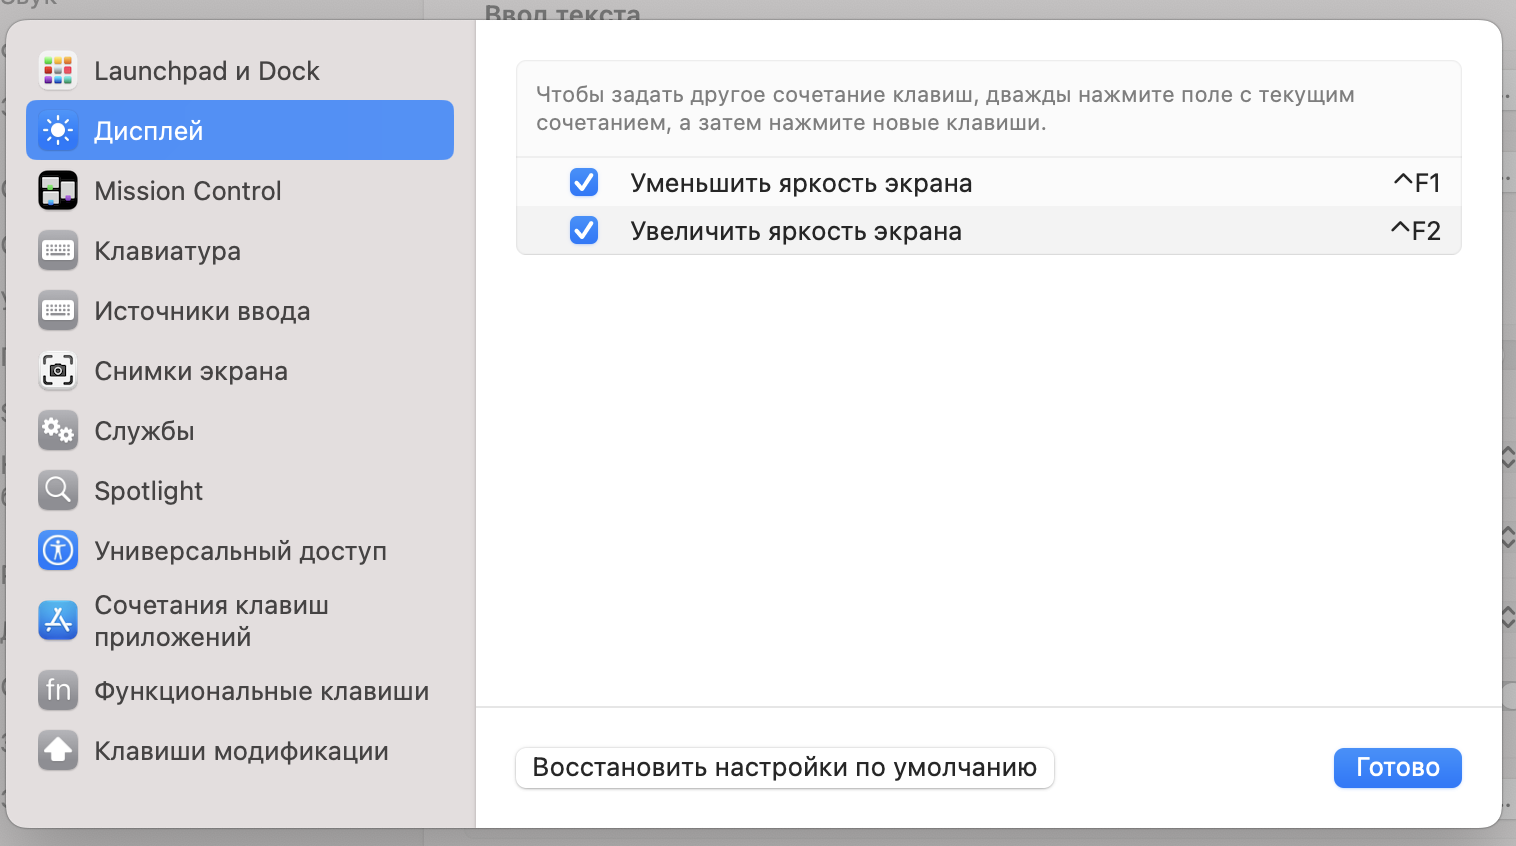 Ввод текста
Launchpad и Dock
Дисплей
Mission Control
Клавиатура
Источники ввода
Снимки экрана
Службы
Spotlight
Универсальный доступ
Сочетания клавиш
приложений
fn Функциональные клавиши
Клавиши модификации
Чтобы задать другое сочетание клавиш, дважды нажмите поле с текущим
сочетанием, а затем нажмите новые клавиши.
Уменьшить яркость экрана ^F1
Увеличить яркость экрана ^F2
Восстановить настройки по умолчанию
Готово